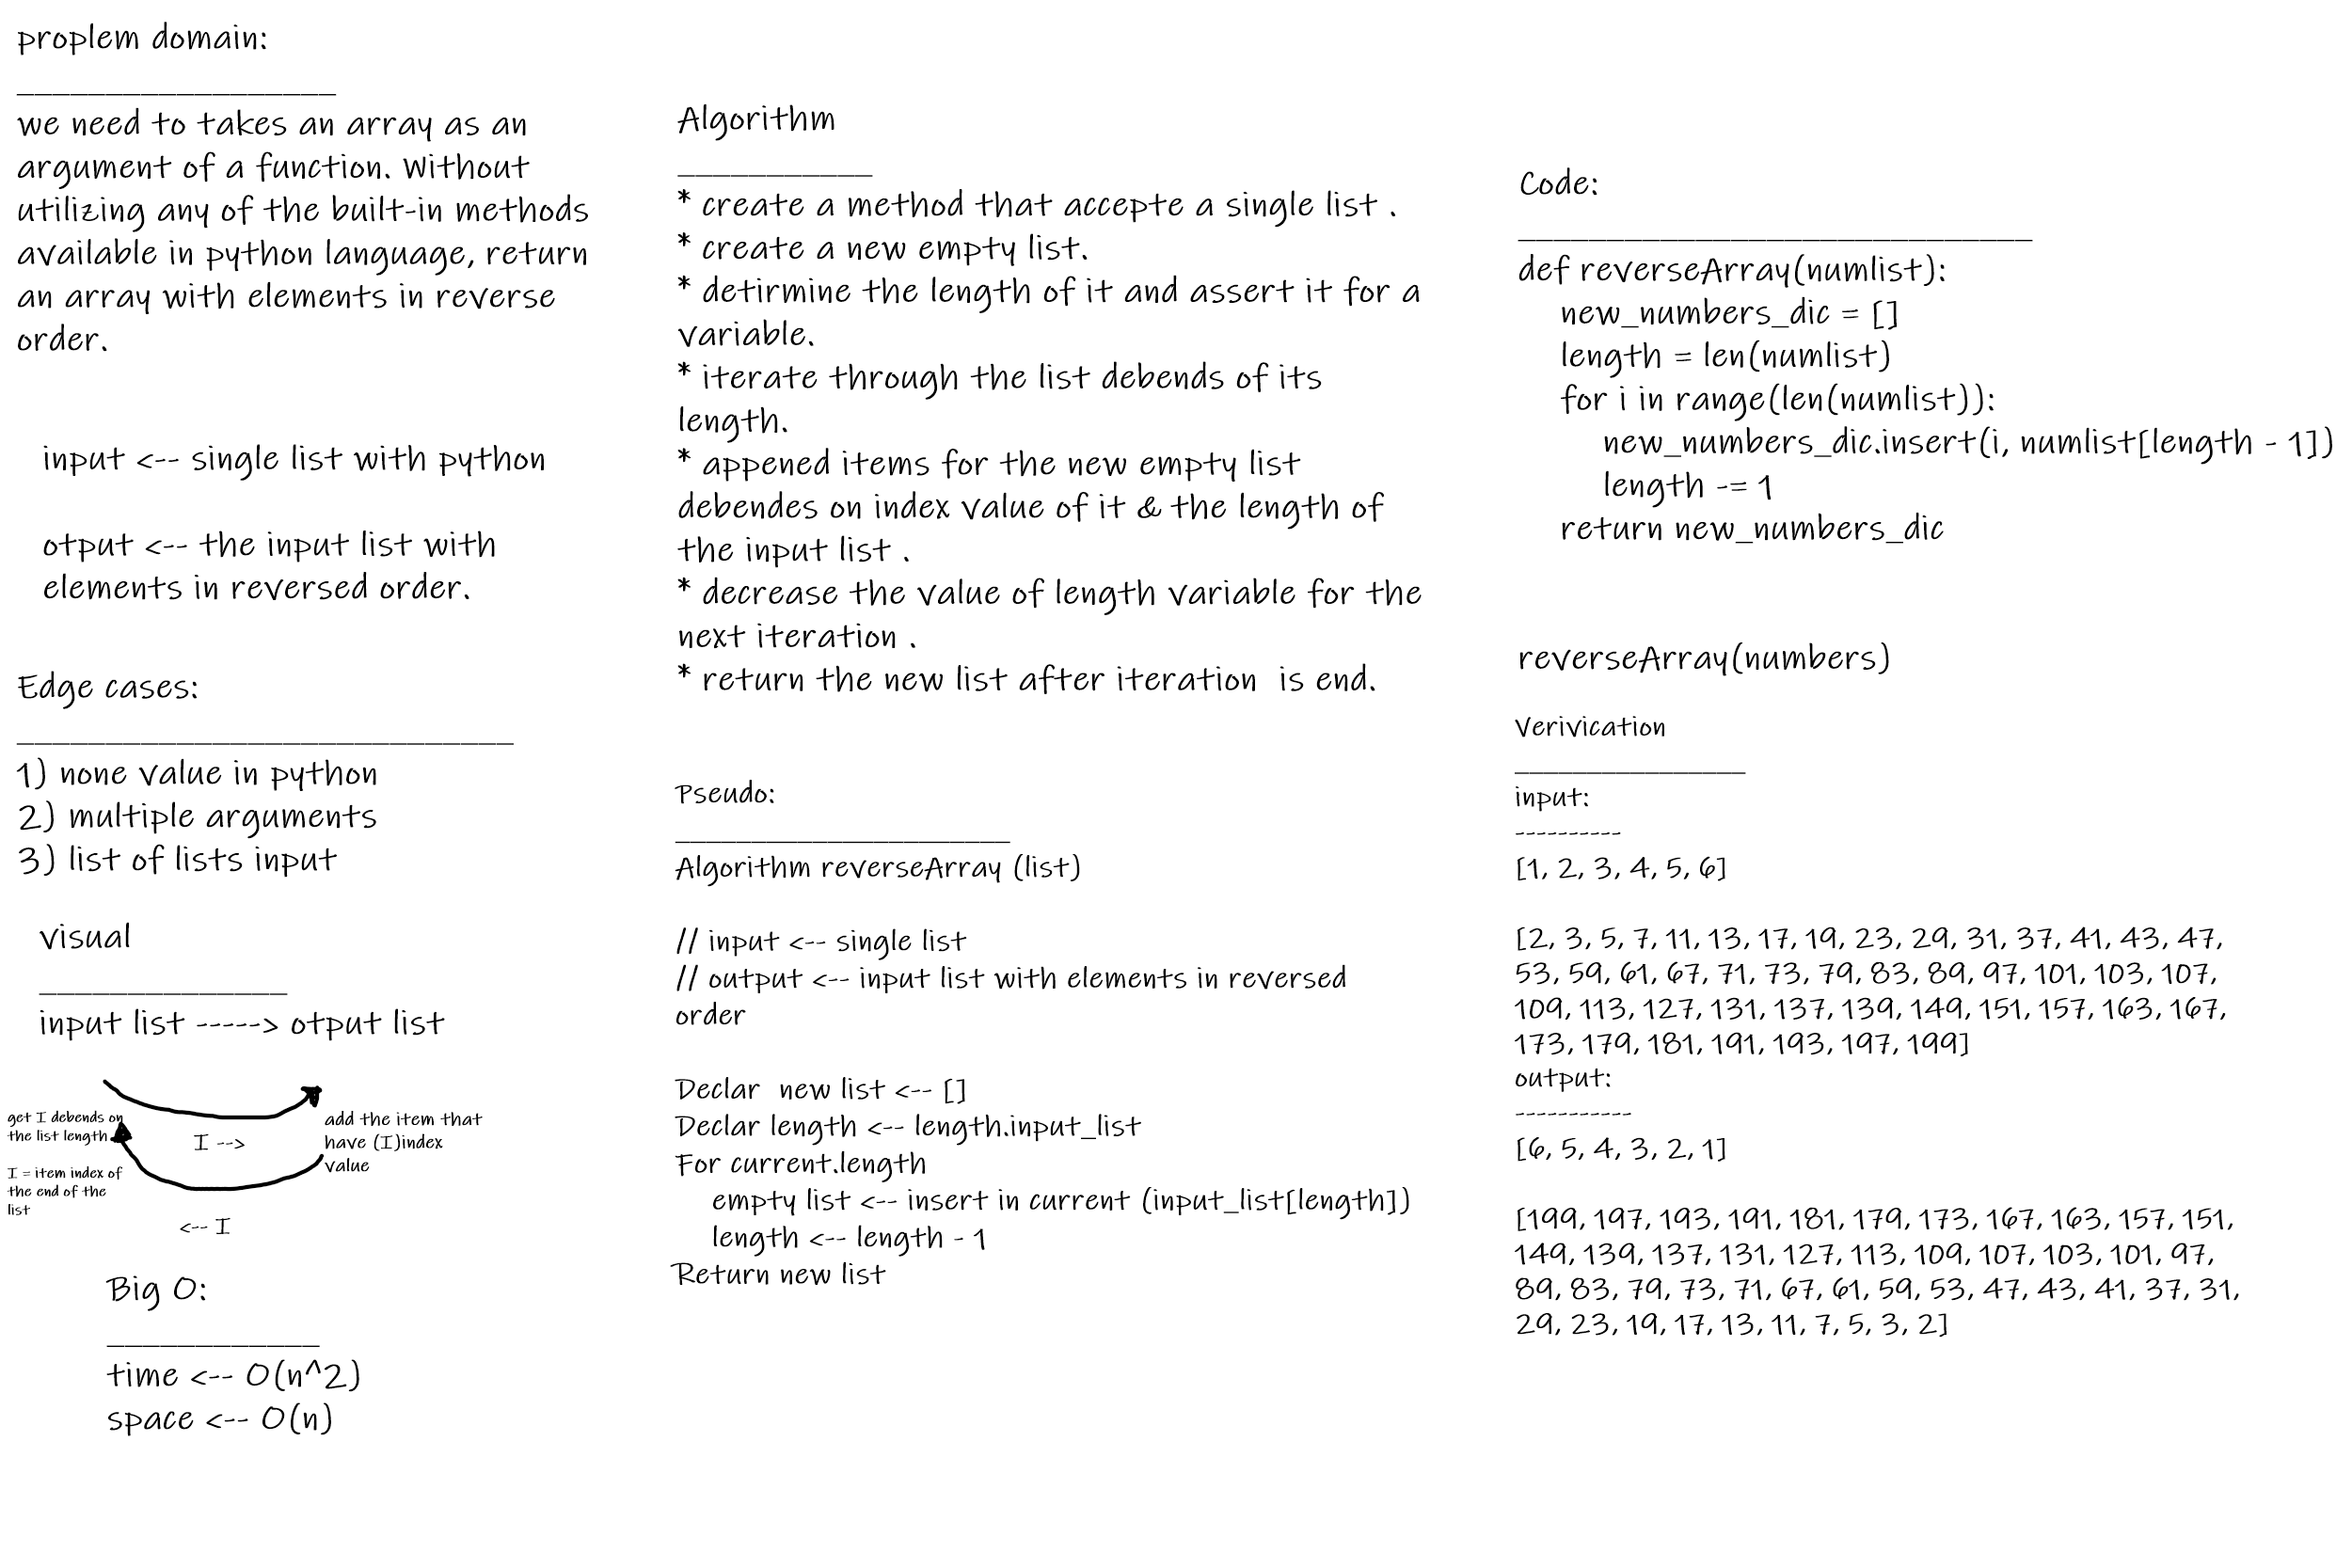 proplem domain:
__________________
we need to takes an array as an
argument of a function. Without
utilizing any of the built-in methods
available in python language, return
an array with elements in reverse
order.
input <-- single list with python
otput <-- the input list with
elements in reversed order.
Edge cases:
____________________________
1) none value in python
2) multiple arguments
3) list of lists input
visual
______________
input list -----> otput list
get I debends on
the list length
I = item index of
the end of the
list
I -->
<-- I
add the item that
have (I)index
value
Big O:
____________
time <-- O(n^2)
space <-- O(n)
Algorithm
___________
* create a method that accepte a single list .
* create a new empty list.
* detirmine the length of it and assert it for a
variable.
* iterate through the list debends of its
length.
* appened items for the new empty list
debendes on index value of it & the length of
the input list .
* decrease the value of length variable for the
next iteration .
* return the new list after iteration  is end.
Pseudo:
______________________
Algorithm reverseArray (list)
// input <-- single list
// output <-- input list with elements in reversed
order
Declar  new list <-- []
Declar length <-- length.input_list
For current.length
empty list <-- insert in current (input_list[length])
length <-- length - 1
Return new list
Code:
_____________________________
def reverseArray(numlist):
new_numbers_dic = []
length = len(numlist)
for i in range(len(numlist)):
new_numbers_dic.insert(i, numlist[length - 1])
length -= 1
return new_numbers_dic
reverseArray(numbers)
Verivication
________________
input:
----------
[1, 2, 3, 4, 5, 6]
[2, 3, 5, 7, 11, 13, 17, 19, 23, 29, 31, 37, 41, 43, 47,
53, 59, 61, 67, 71, 73, 79, 83, 89, 97, 101, 103, 107,
109, 113, 127, 131, 137, 139, 149, 151, 157, 163, 167,
173, 179, 181, 191, 193, 197, 199]
output:
-----------
[6, 5, 4, 3, 2, 1]
[199, 197, 193, 191, 181, 179, 173, 167, 163, 157, 151,
149, 139, 137, 131, 127, 113, 109, 107, 103, 101, 97,
89, 83, 79, 73, 71, 67, 61, 59, 53, 47, 43, 41, 37, 31,
29, 23, 19, 17, 13, 11, 7, 5, 3, 2]